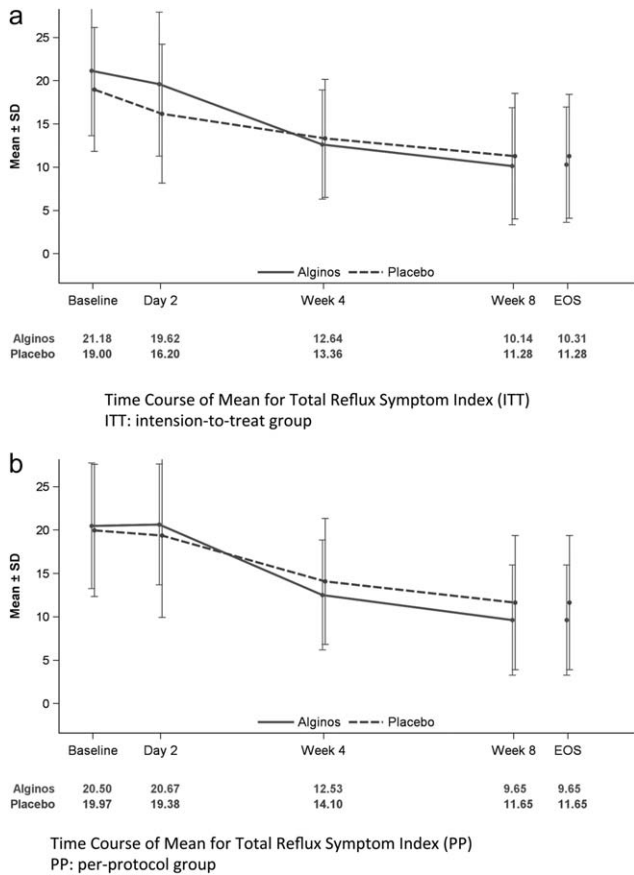 a
25
20
15
10
5
0
Mean ± SD
Alginos Placebo
Baseline Day 2 Week 4 Week 8 EOS
Alginos 21.18 19.62 12.64 10.14 10.31
Placebo 19.00 16.20 13.36 11.28 11.28
Time Course of Mean for Total Reflux Symptom Index (ITT)
ITT: intension-to-treat group
b
25
20
15
10
5
0
Mean ± SD
Alginos Placebo
Baseline Day 2 Week 4 Week 8 EOS
Alginos 20.50 20.67 12.53 9.65 9.65
Placebo 19.97 19.38 14.10 11.65 11.65
Time Course of Mean for Total Reflux Symptom Index (PP)
PP: per-protocol group